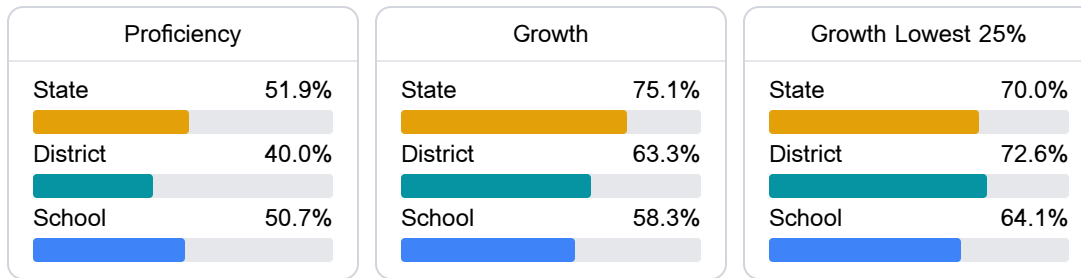 Proficiency
State 51.9%
District 40.0%
School 50.7%
Growth
State 75.1%
District 63.3%
School 58.3%
Growth Lowest 25%
State 70.0%
District 72.6%
School 64.1%